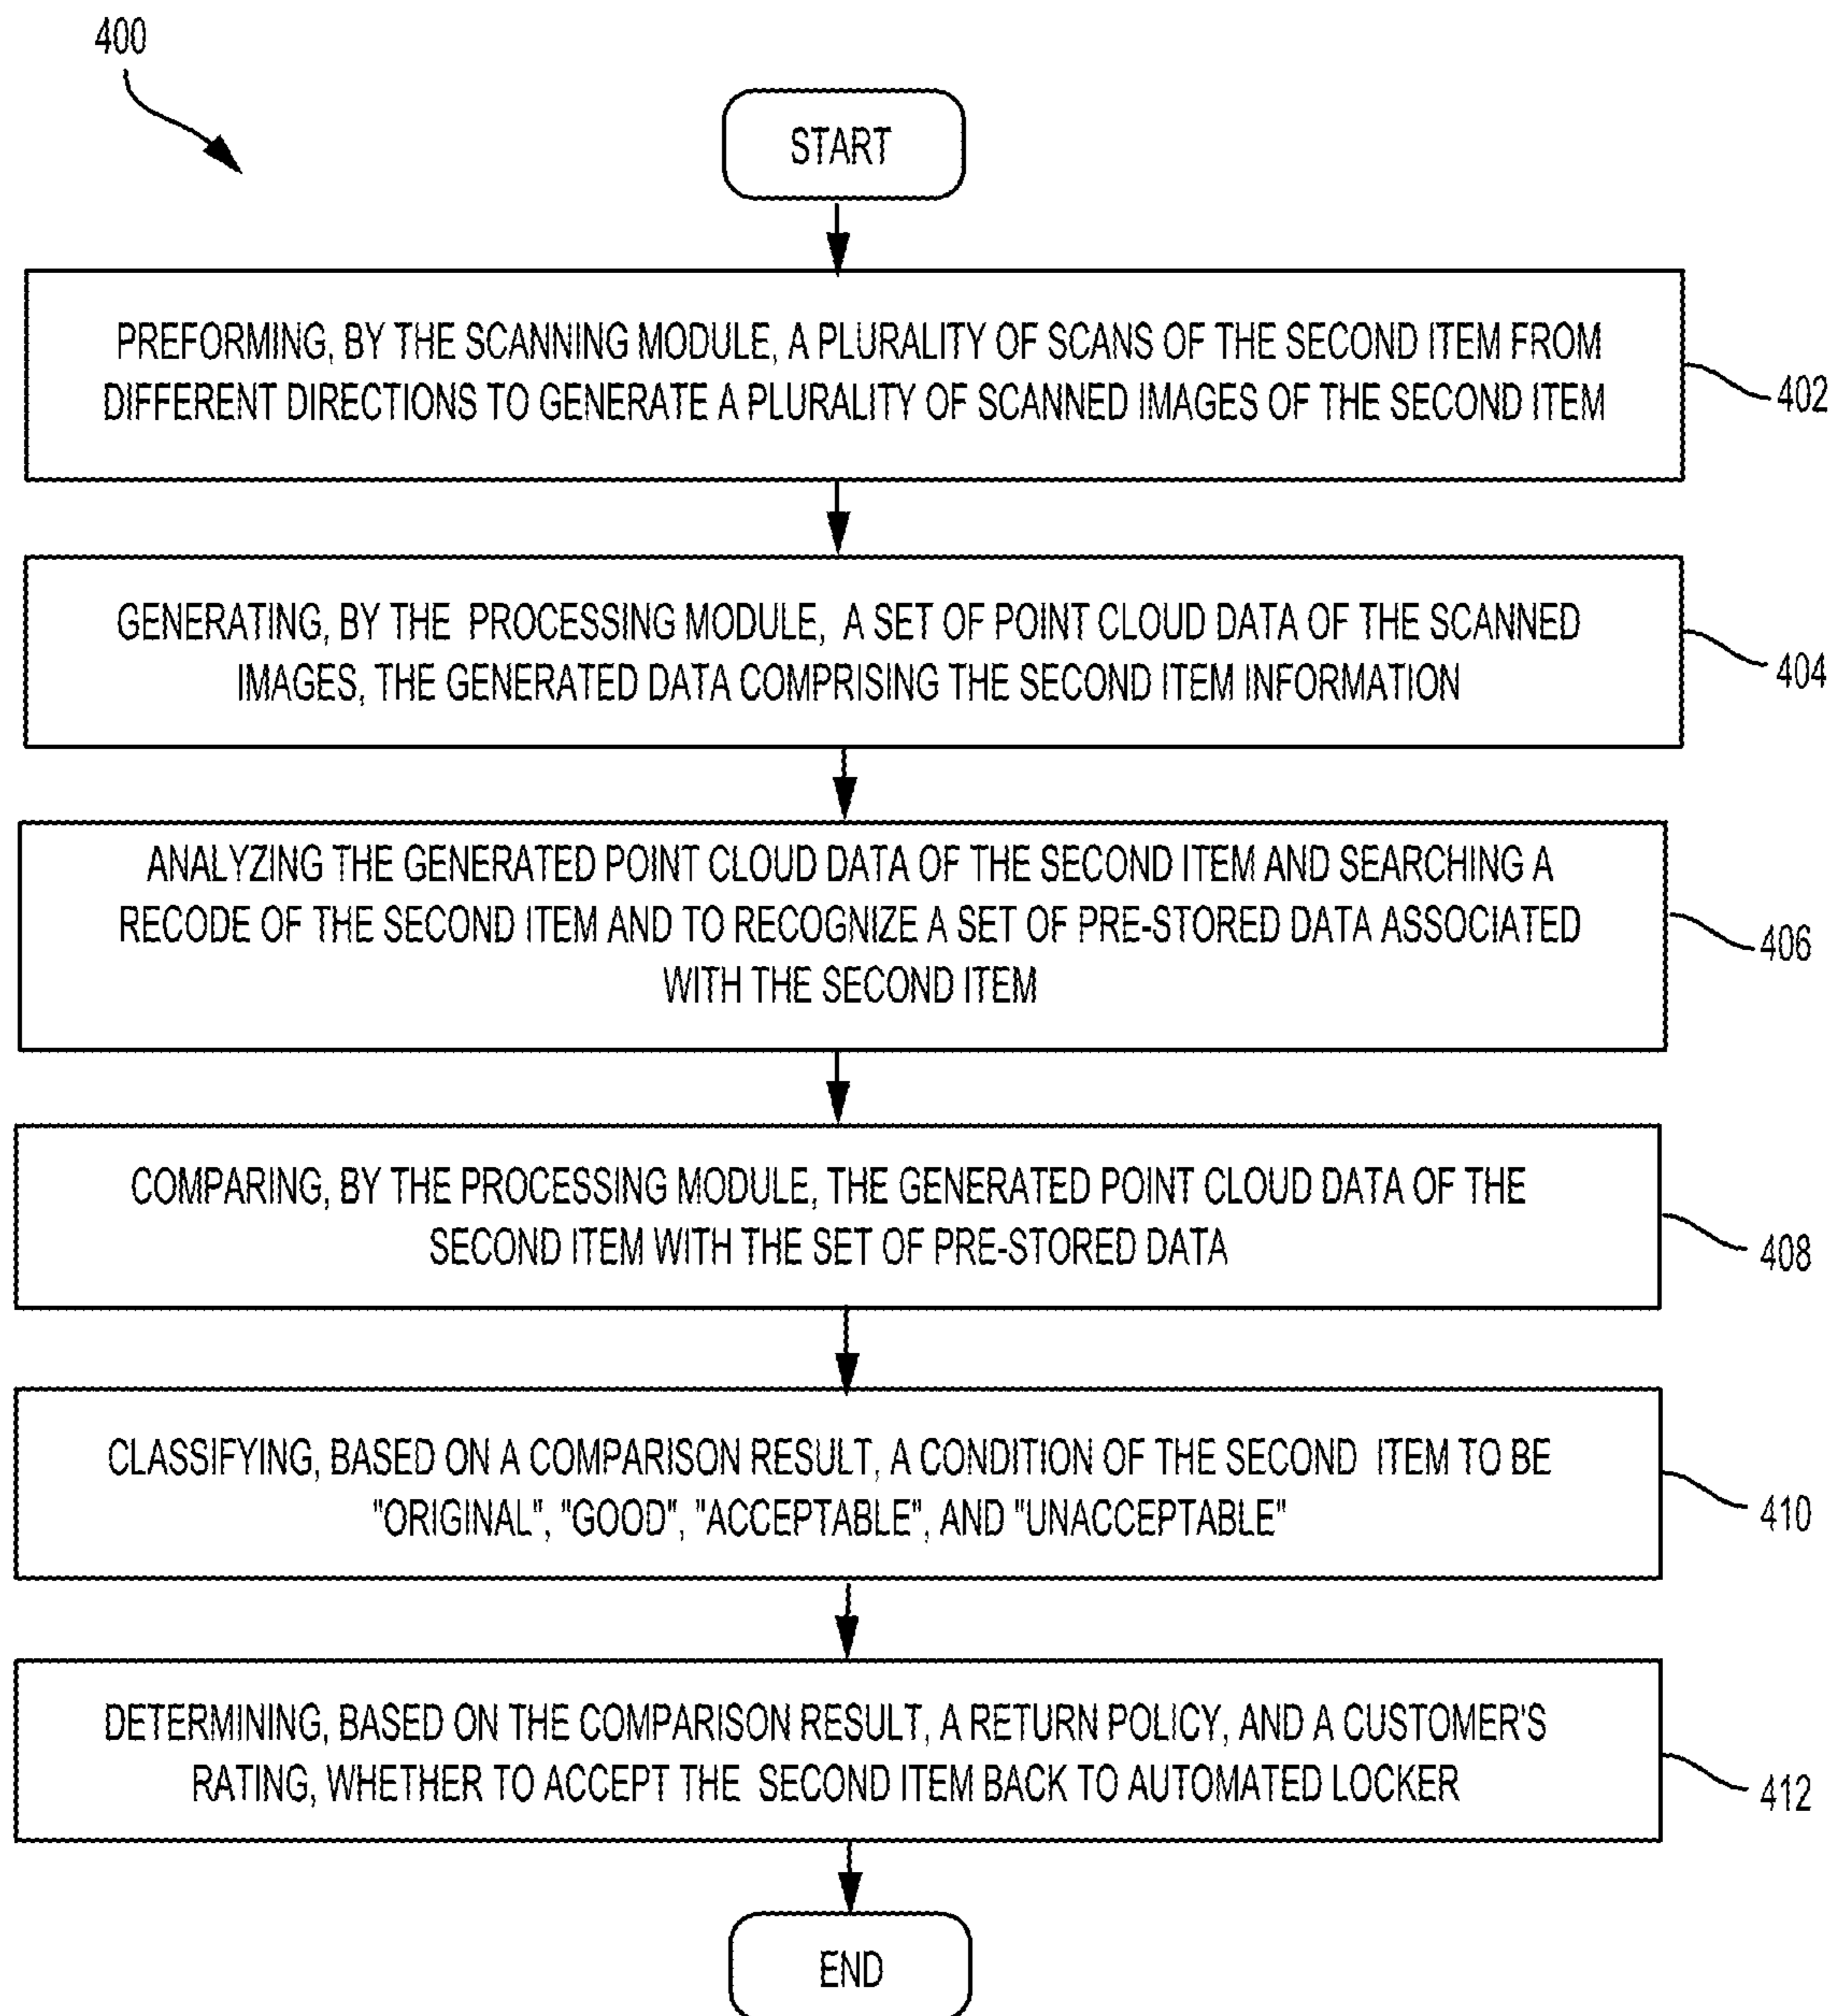 400
START
PREFORMING, BY THE SCANNING MODULE, A PLURALITY OF SCANS OF THE SECOND ITEM FROM
DIFFERENT DIRECTIONS TO GENERATE A PLURALITY OF SCANNED IMAGES OF THE SECOND ITEM
402
GENERATING, BY THE PROCESSING MODULE, A SET OF POINT CLOUD DATA OF THE SCANNED
IMAGES, THE GENERATED DATA COMPRISING THE SECOND ITEM INFORMATION
404
ANALYZING THE GENERATED POINT CLOUD DATA OF THE SECOND ITEM AND SEARCHING A
RECODE OF THE SECOND ITEM AND TO RECOGNIZE A SET OF PRE-STORED DATA ASSOCIATED
WITH THE SECOND ITEM
406
COMPARING, BY THE PROCESSING MODULE, THE GENERATED POINT CLOUD DATA OF THE
SECOND ITEM WITH THE SET OF PRE-STORED DATA
408
CLASSIFYING, BASED ON A COMPARISON RESULT, A CONDITION OF THE SECOND ITEM TO BE
"ORIGINAL", "GOOD", "ACCEPTABLE", AND "UNACCEPTABLE"
410
DETERMINING, BASED ON THE COMPARISON RESULT, A RETURN POLICY, AND A CUSTOMER'S
RATING, WHETHER TO ACCEPT THE SECOND ITEM BACK TO AUTOMATED LOCKER
412
END